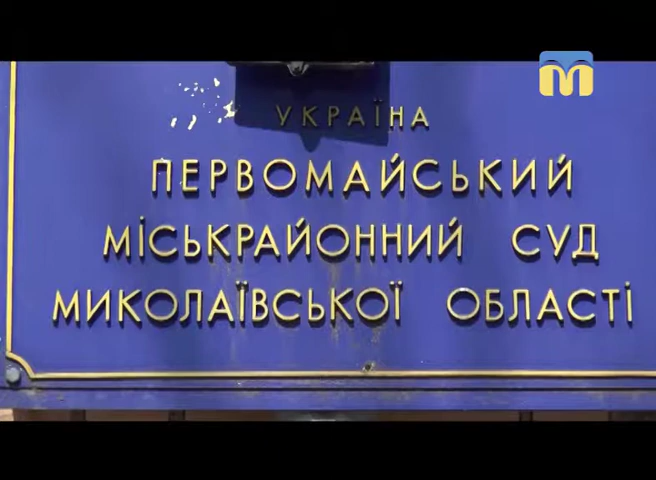 УКРАЇНА
ПЕРВОМАЙСЬКИЙ
МІСЬКРАЙОННИЙ СУД
МИКОЛАЇВСЬКОЇ ОБЛАСТІ